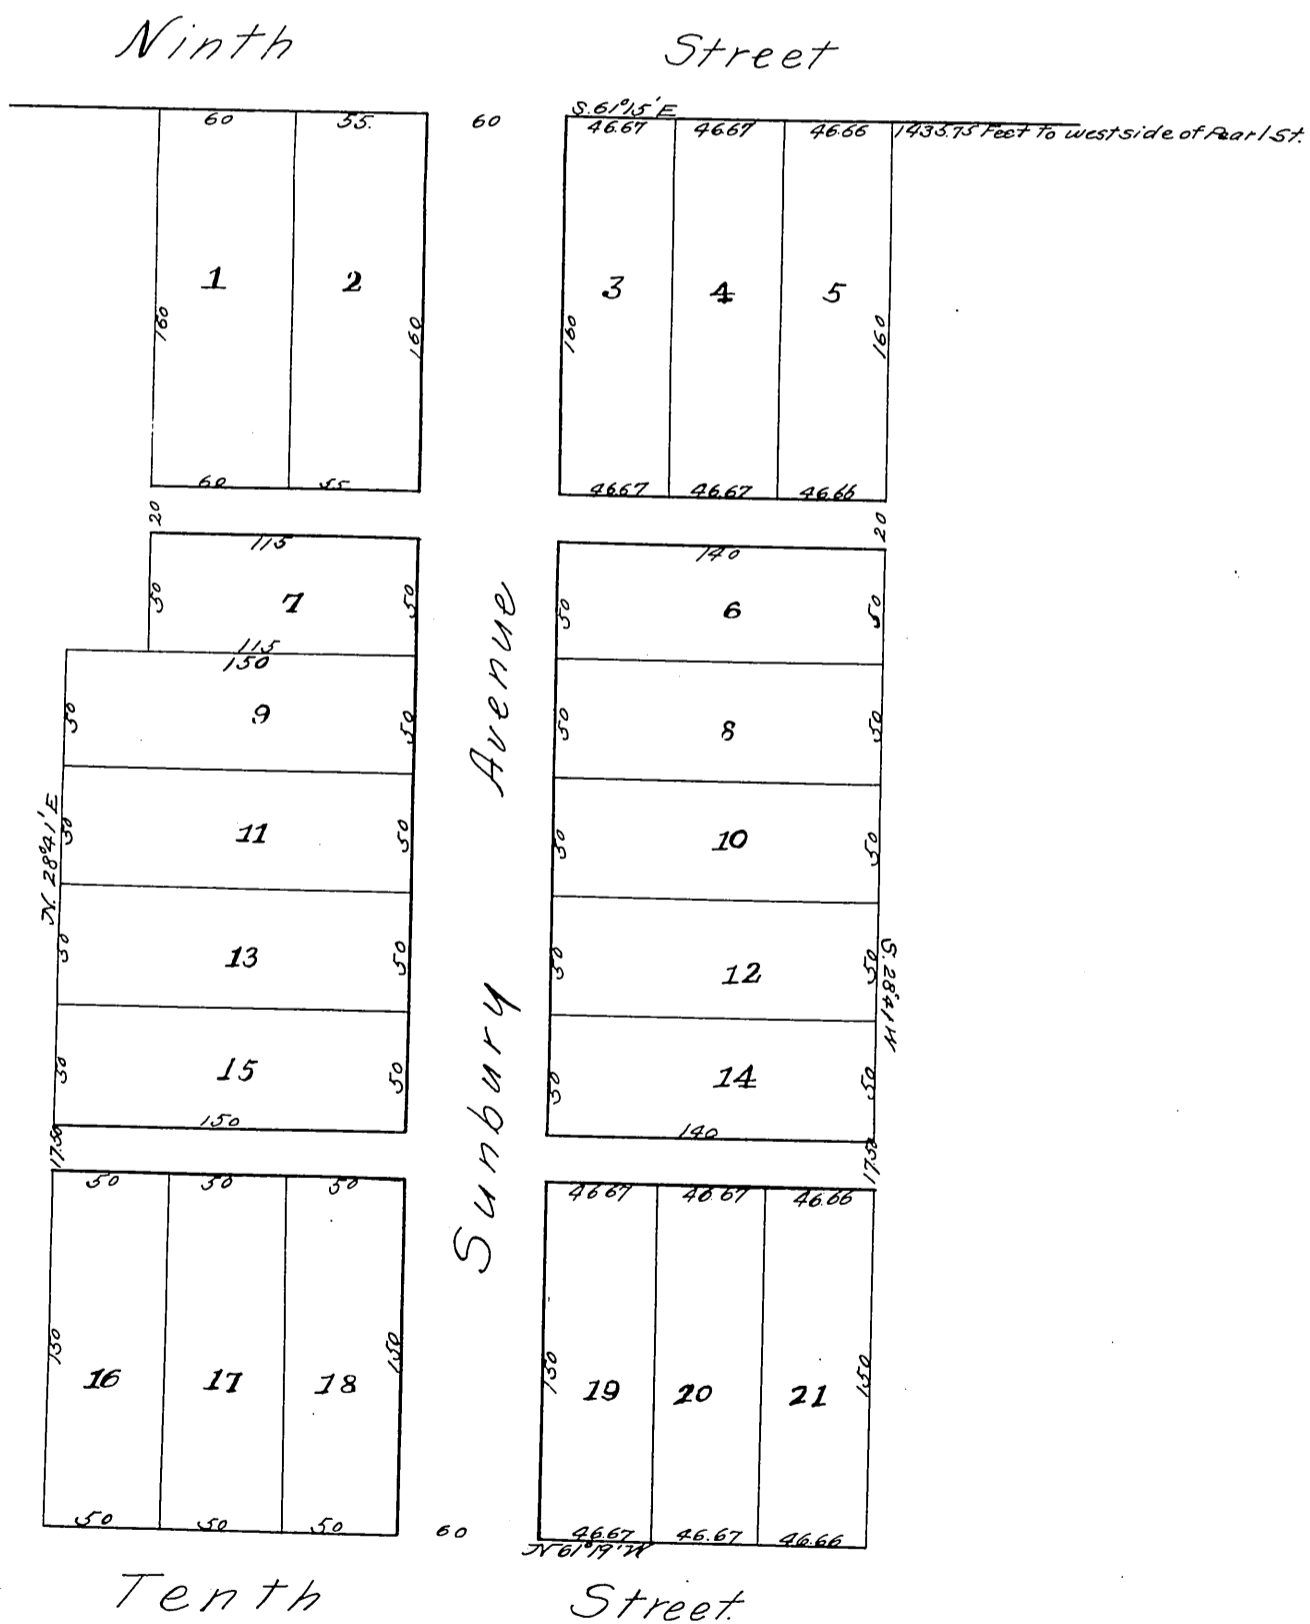 Ninth Street
S. 61°15' E
60 55. 60 46.67 46.67 46.66 1435.75 Feet to west side of Pearl St.
1 2 3 4 5
160 160 160 160
60 55 46.67 46.67 46.66
20 20
115 140
50 7 50 50 6 50
115
150
50 9 50 50 8 50
N. 28°41' E
50 11 50 50 10 50
50 13 50 50 12 50
S. 28°41' W
50 15 50 50 14 50
150 140
Sunbury Avenue
17.50 17.50
50 50 50 46.67 46.67 46.66
150 150 150 150
16 17 18 19 20 21
50 50 50 60 46.67 46.67 46.66
N 61°19' W
Tenth Street.